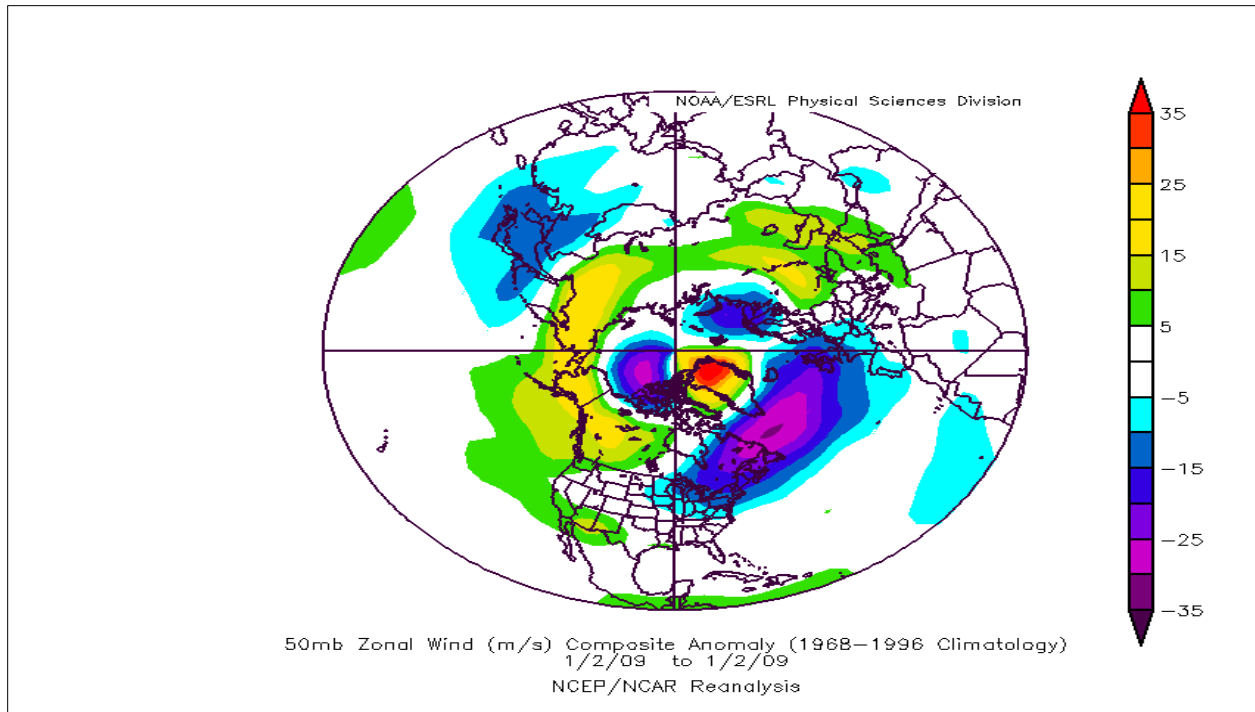 NOAA/ESRL Physical Sciences Division
35
25
15
5
-5
-15
-25
-35
50mb Zonal Wind (m/s) Composite Anomaly (1968-1996 Climatology)
1/2/09 to 1/2/09
NCEP/NCAR Reanalysis